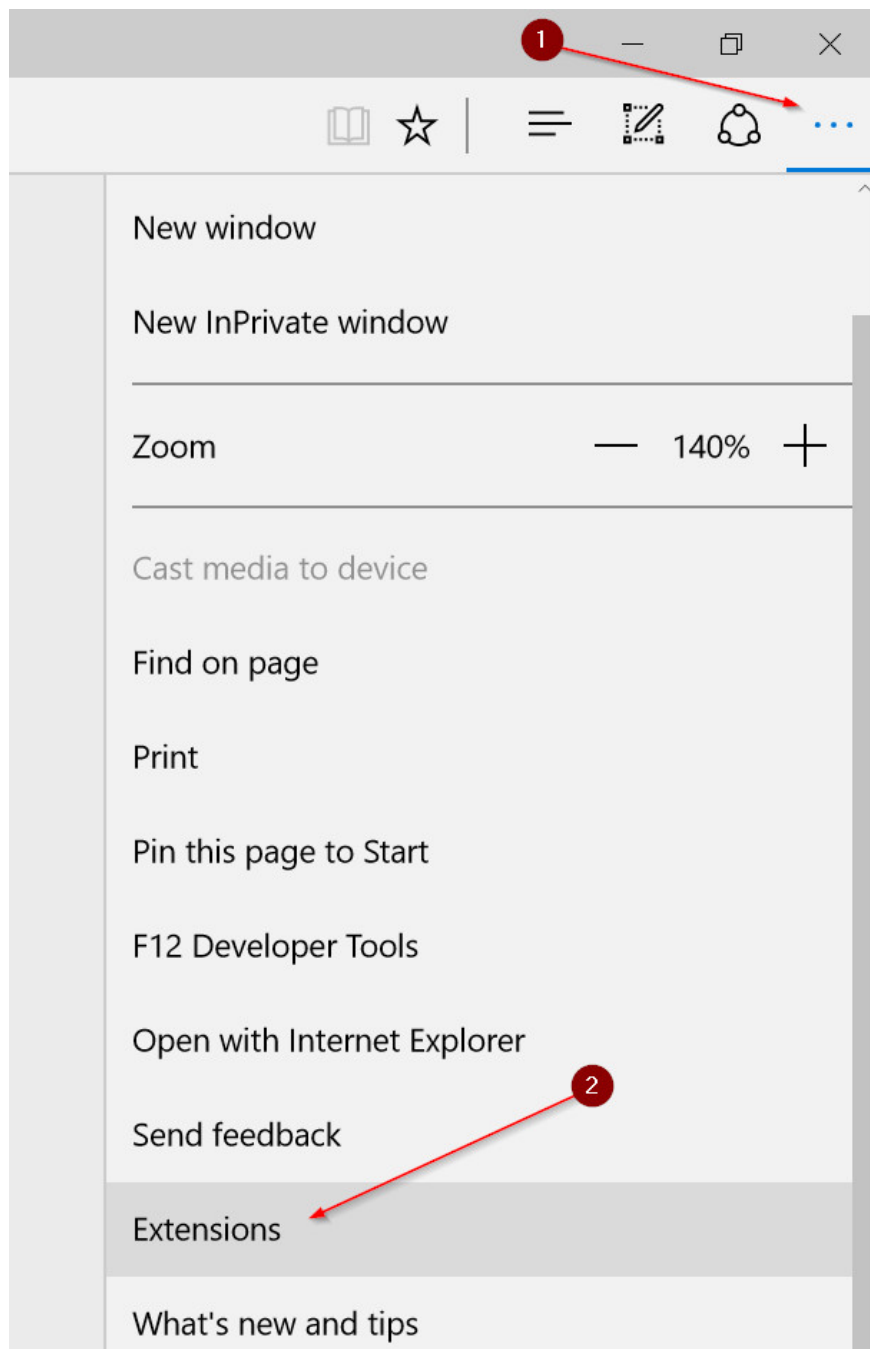 1
New window
New InPrivate window
Zoom 140%
Cast media to device
Find on page
Print
Pin this page to Start
F12 Developer Tools
Open with Internet Explorer
2
Send feedback
Extensions
What's new and tips